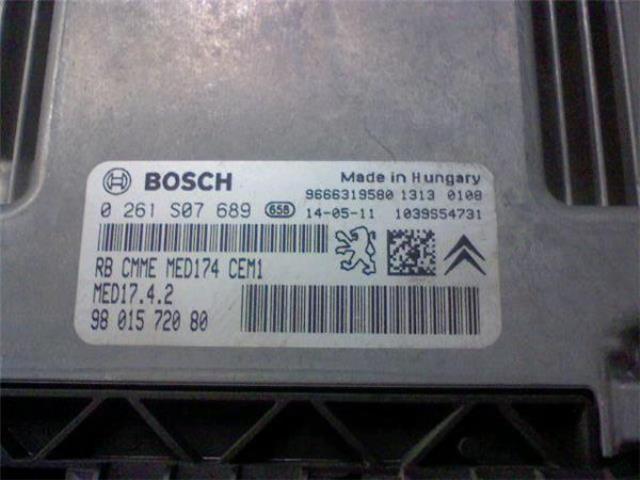 BOSCH Made in Hungary
9666319580 1313 0108
0 261 S07 689 658 14-05-11 1039S54731
RB CMME MED174 CEM1
MED17.4.2
98 015 720 80